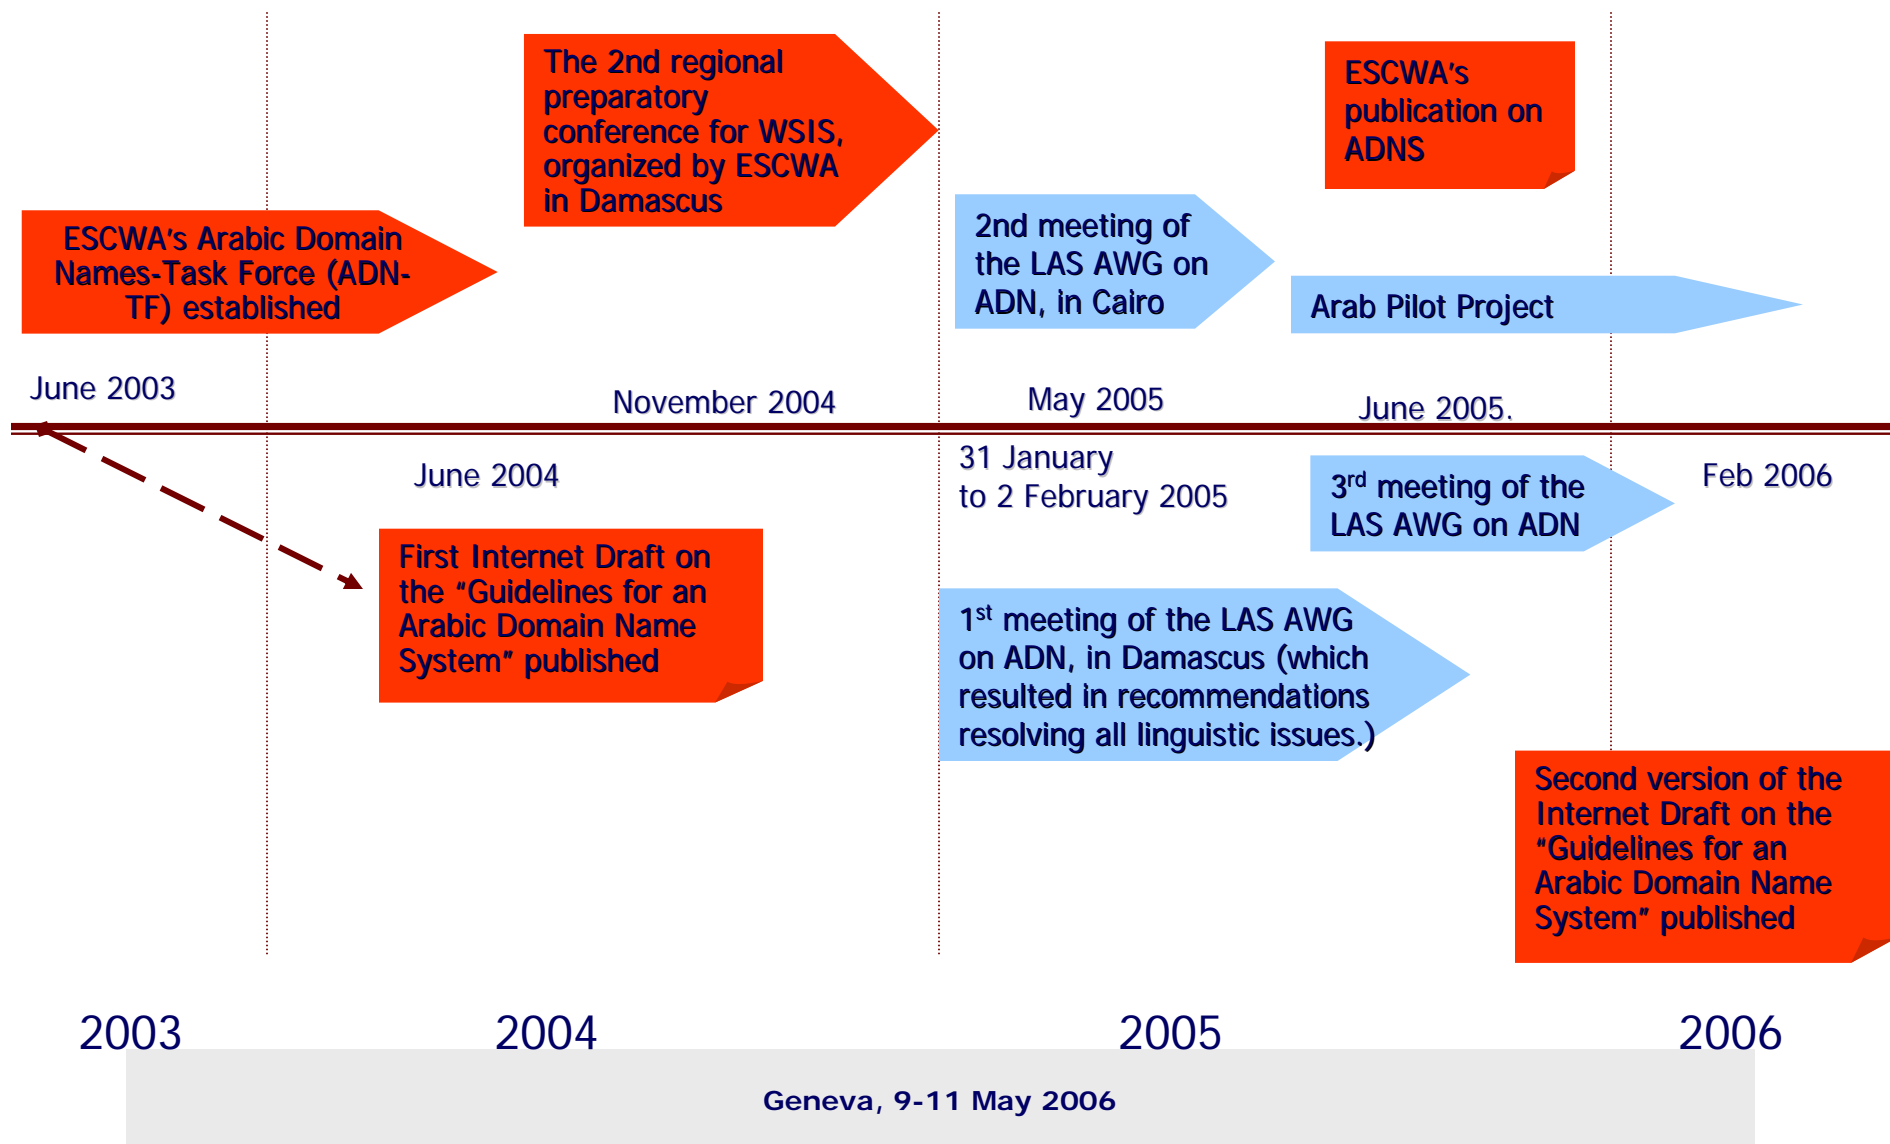 The 2nd regional
preparatory
conference for WSIS,
organized by ESCWA
in Damascus
ESCWA's
publication on
ADNS
ESCWA's Arabic Domain
Names-Task Force (ADN-
TF) established
2nd meeting of
the LAS AWG on
ADN, in Cairo
Arab Pilot Project
June 2003
November 2004
May 2005
June 2005.
June 2004
31 January
to 2 February 2005
3rd meeting of the
LAS AWG on ADN
Feb 2006
First Internet Draft on
the "Guidelines for an
Arabic Domain Name
System" published
1st meeting of the LAS AWG
on ADN, in Damascus (which
resulted in recommendations
resolving all linguistic issues.)
Second version of the
Internet Draft on the
"Guidelines for an
Arabic Domain Name
System" published
2003
2004
2005
2006
Geneva, 9-11 May 2006